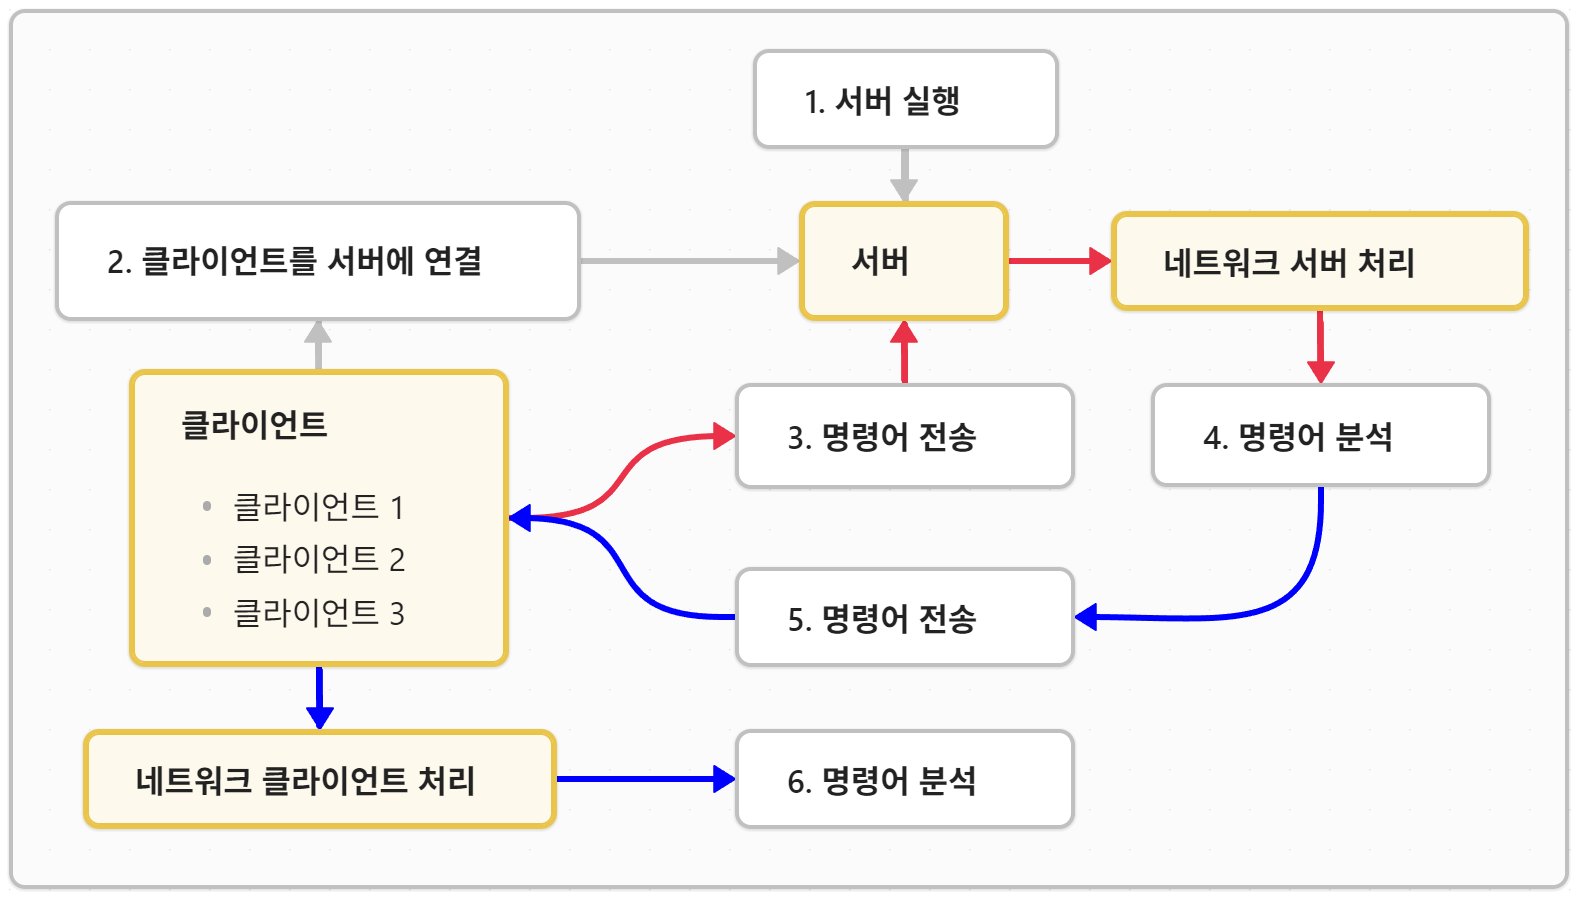 1. 서버 실행
2. 클라이언트를 서버에 연결
서버
네트워크 서버 처리
클라이언트
• 클라이언트 1
• 클라이언트 2
• 클라이언트 3
3. 명령어 전송
4. 명령어 분석
5. 명령어 전송
네트워크 클라이언트 처리
6. 명령어 분석